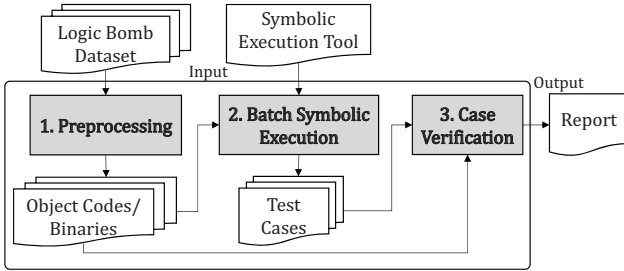 Logic Bomb
Dataset
Symbolic
Execution Tool
Input
Output
1. Preprocessing
2. Batch Symbolic
Execution
3. Case
Verification
Report
Object Codes/
Binaries
Test
Cases